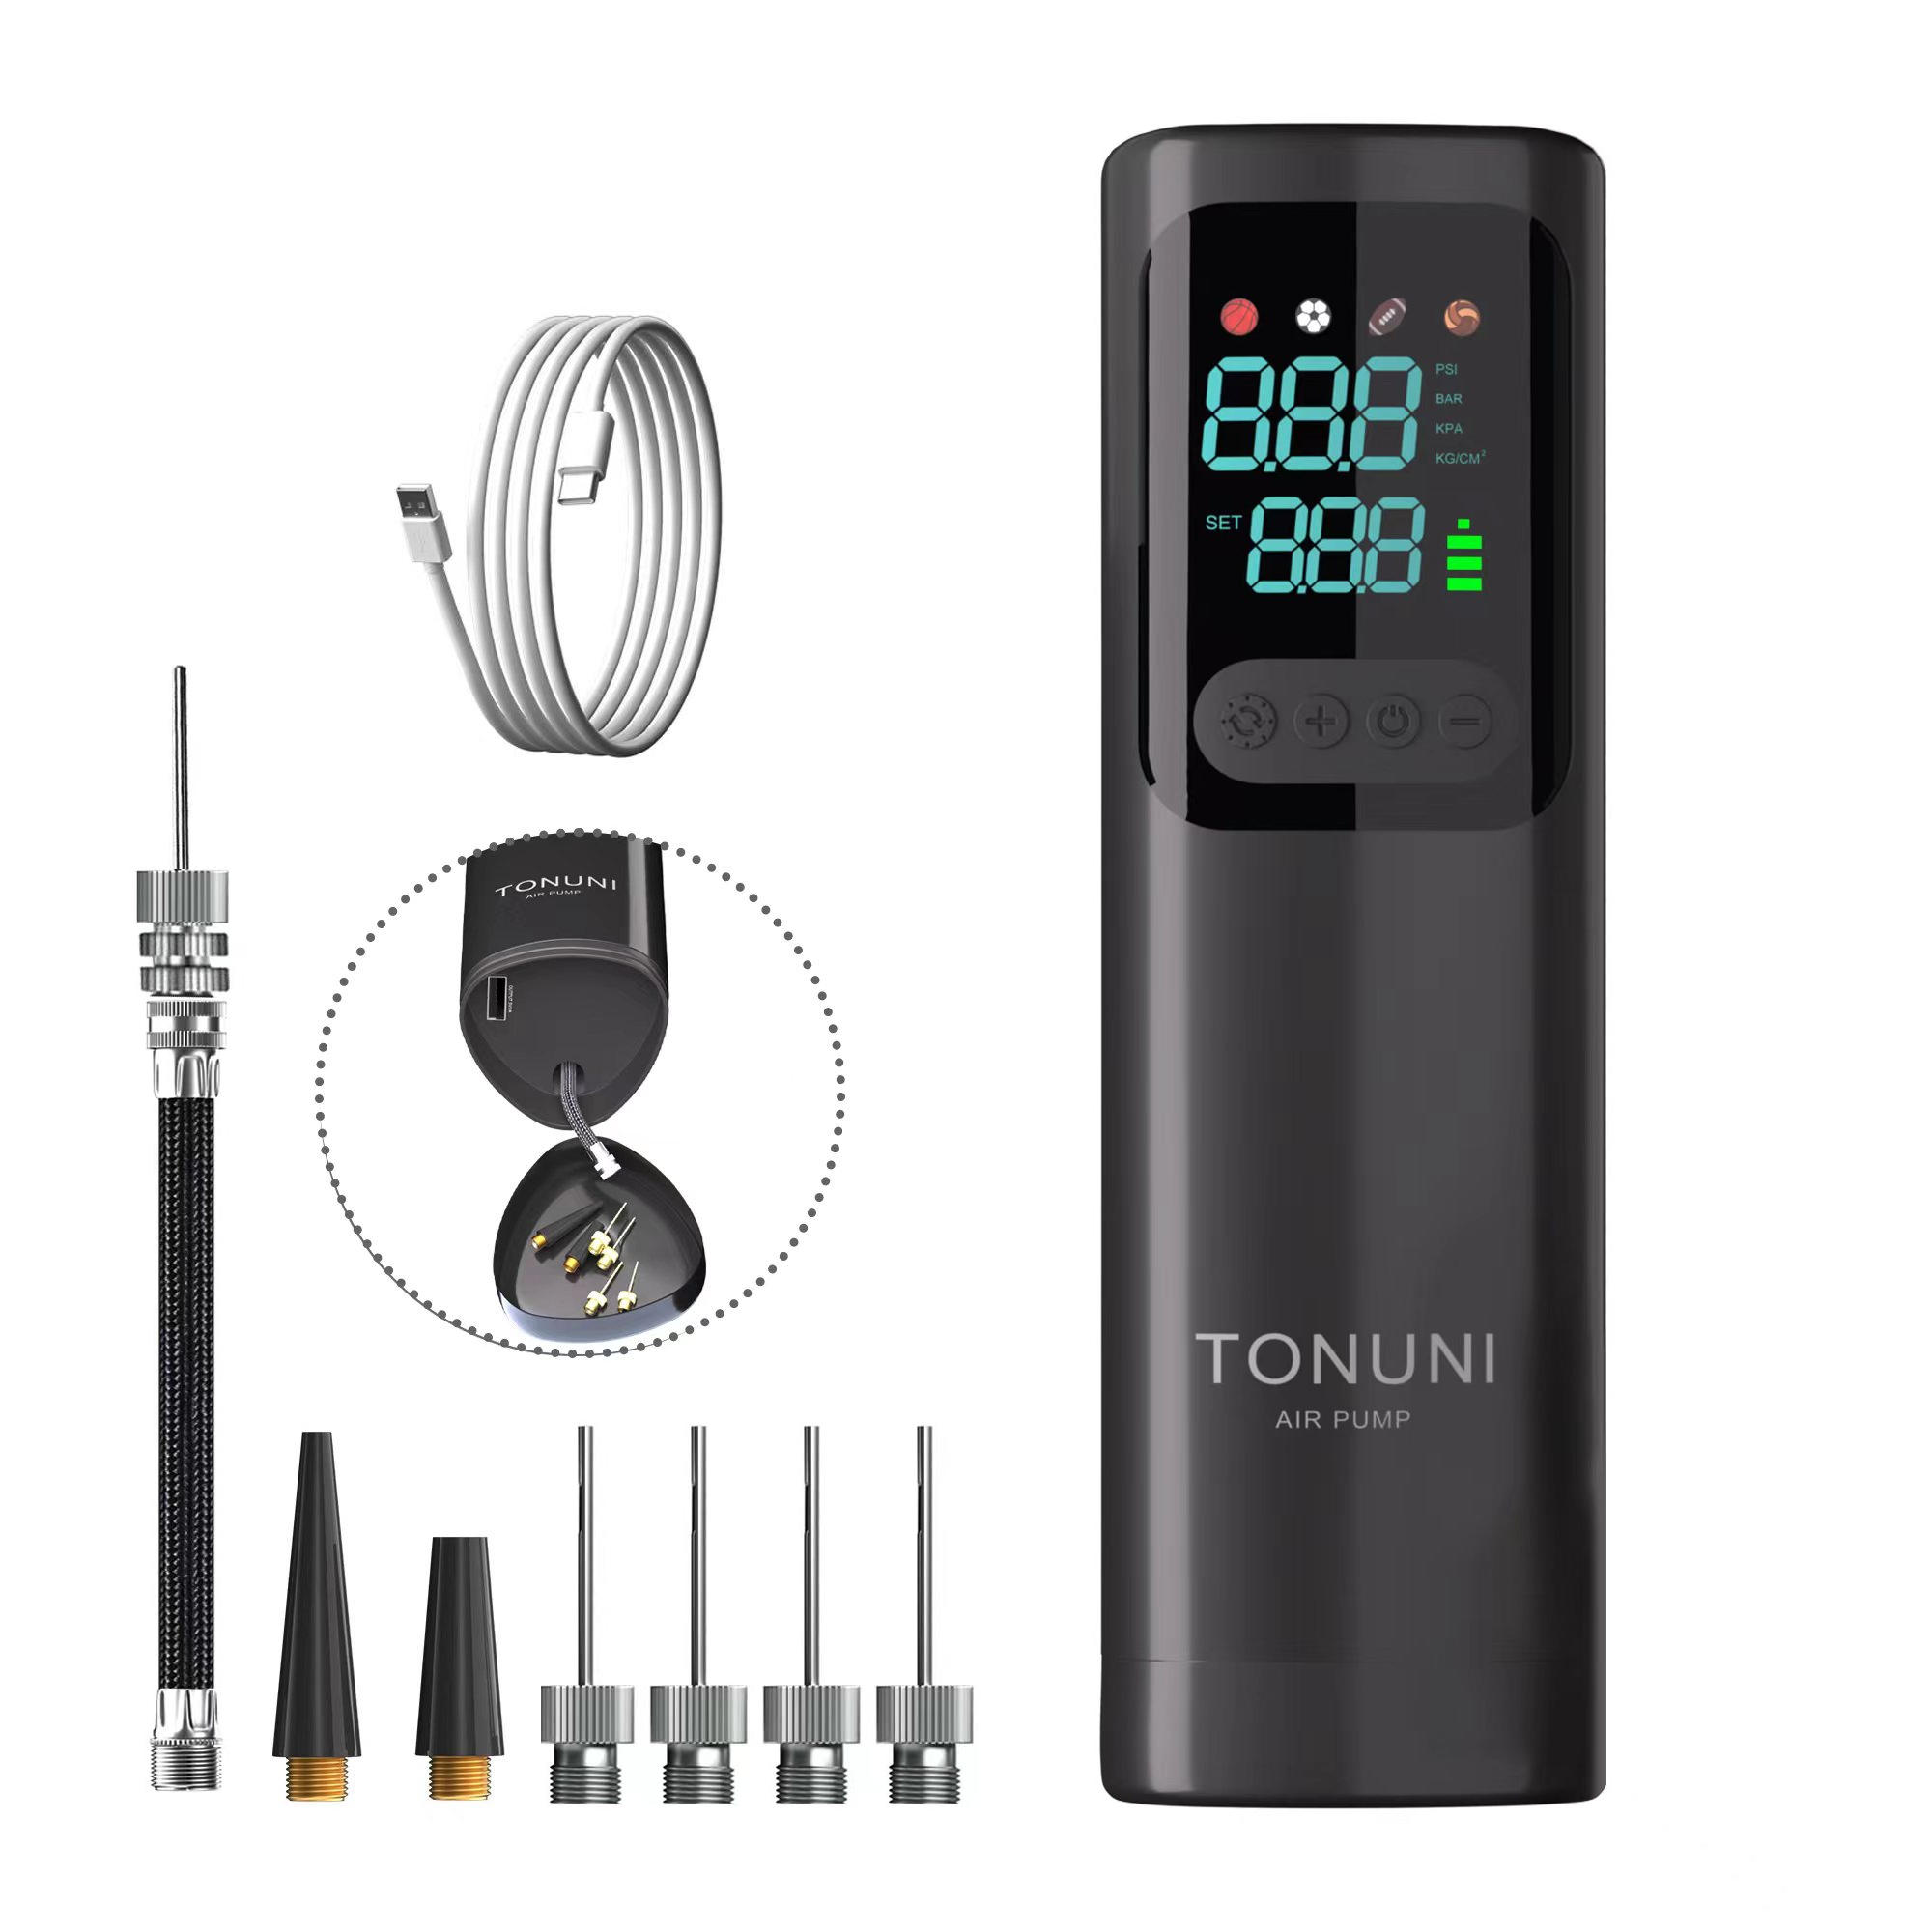 8.8.8
PSI
BAR
KPA
KG/CM²
SET 8.8.8
TONUNI
AIR PUMP
TONUNI
AIR PUMP